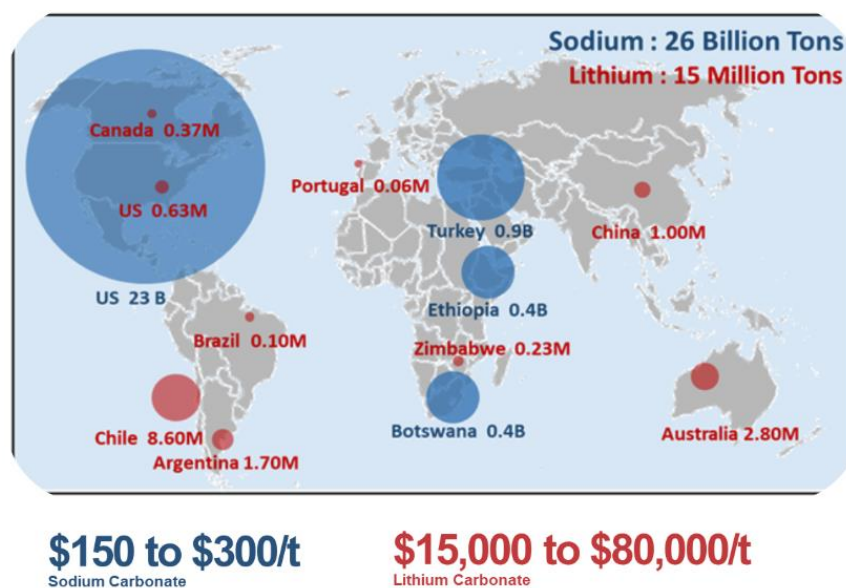 Sodium : 26 Billion Tons
Lithium : 15 Million Tons
Canada 0.37M
US 0.63M
Portugal 0.06M
Turkey 0.9B
China 1.00M
US 23 B
Ethiopia 0.4B
Brazil 0.10M
Zimbabwe 0.23M
Chile 8.60M
Botswana 0.4B
Australia 2.80M
Argentina 1.70M
$150 to $300/t
Sodium Carbonate
$15,000 to $80,000/t
Lithium Carbonate